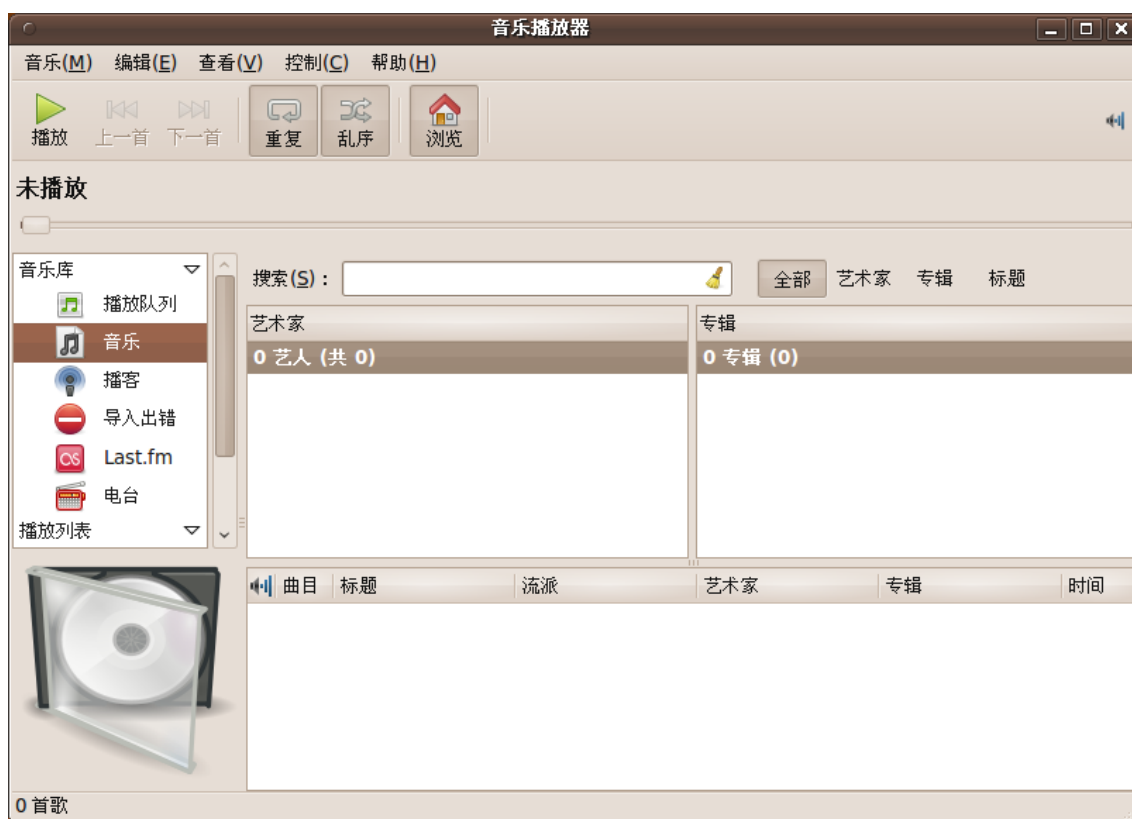 音乐播放器
音乐(M) 编辑(E) 查看(V) 控制(C) 帮助(H)
播放 上一首 下一首 重复 乱序 浏览
未播放
音乐库
播放队列
音乐
播客
导入出错
Last.fm
电台
播放列表
搜索(S)：
全部 艺术家 专辑 标题
艺术家 专辑
0 艺人 (共 0) 0 专辑 (0)
曲目 标题 流派 艺术家 专辑 时间
0 首歌